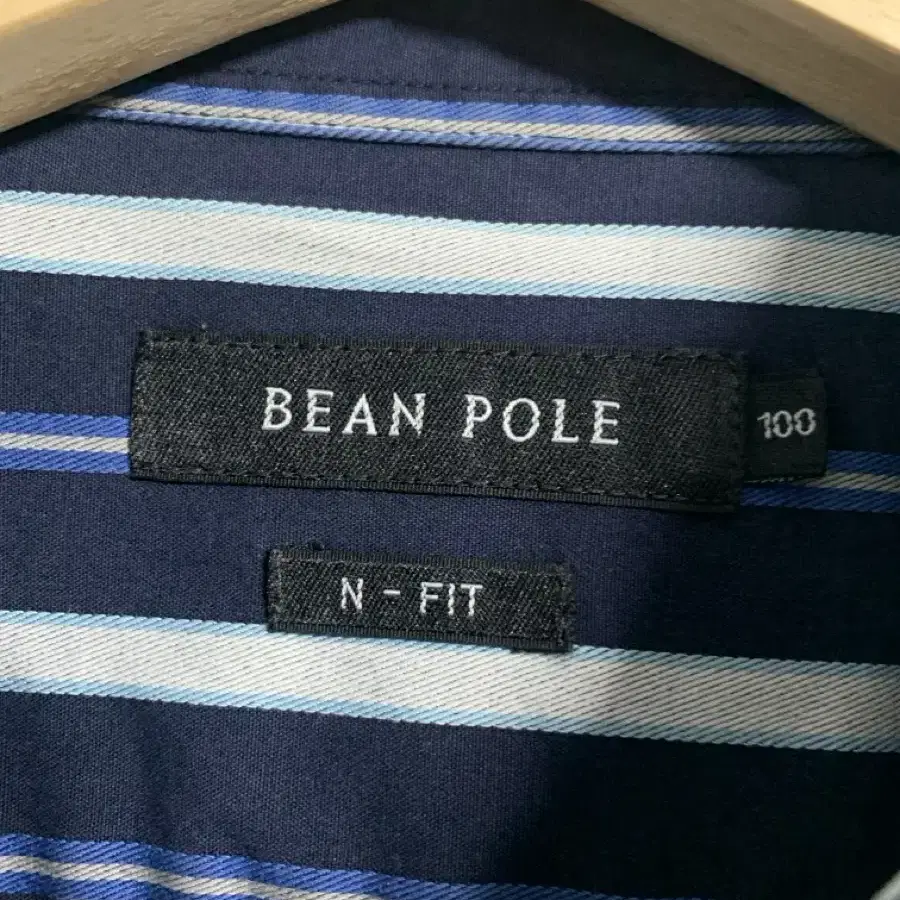 BEAN POLE
100
N - FIT